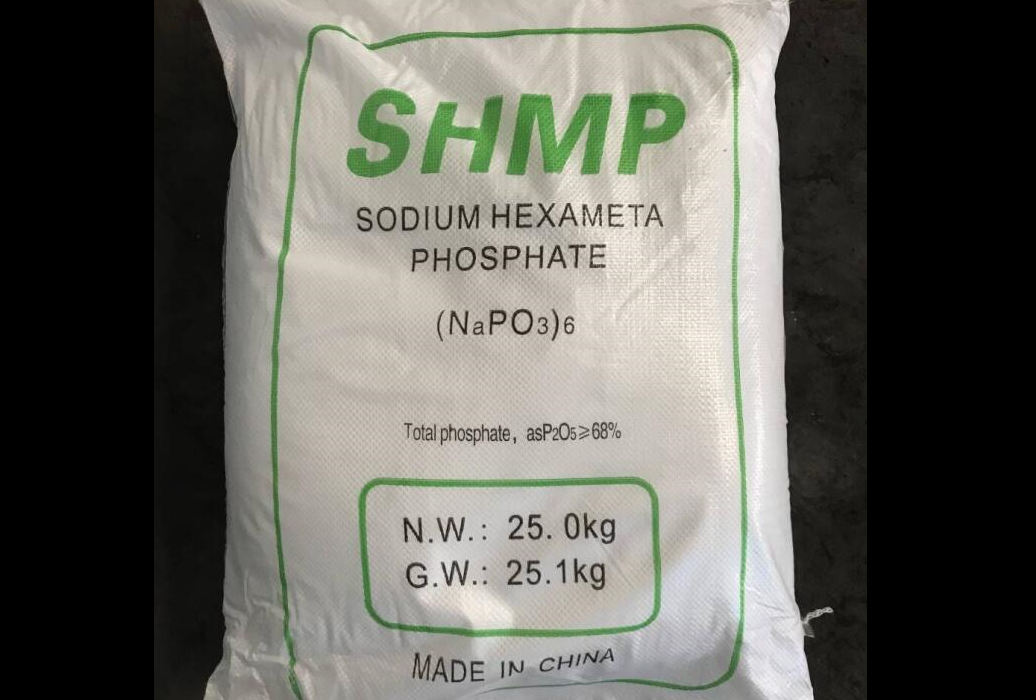 SHMP
SODIUM HEXAMETA
PHOSPHATE
(NaPO3)6
Total phosphate, asP2O5≥68%
N.W.: 25.0kg
G.W.: 25.1kg
MADE IN CHINA